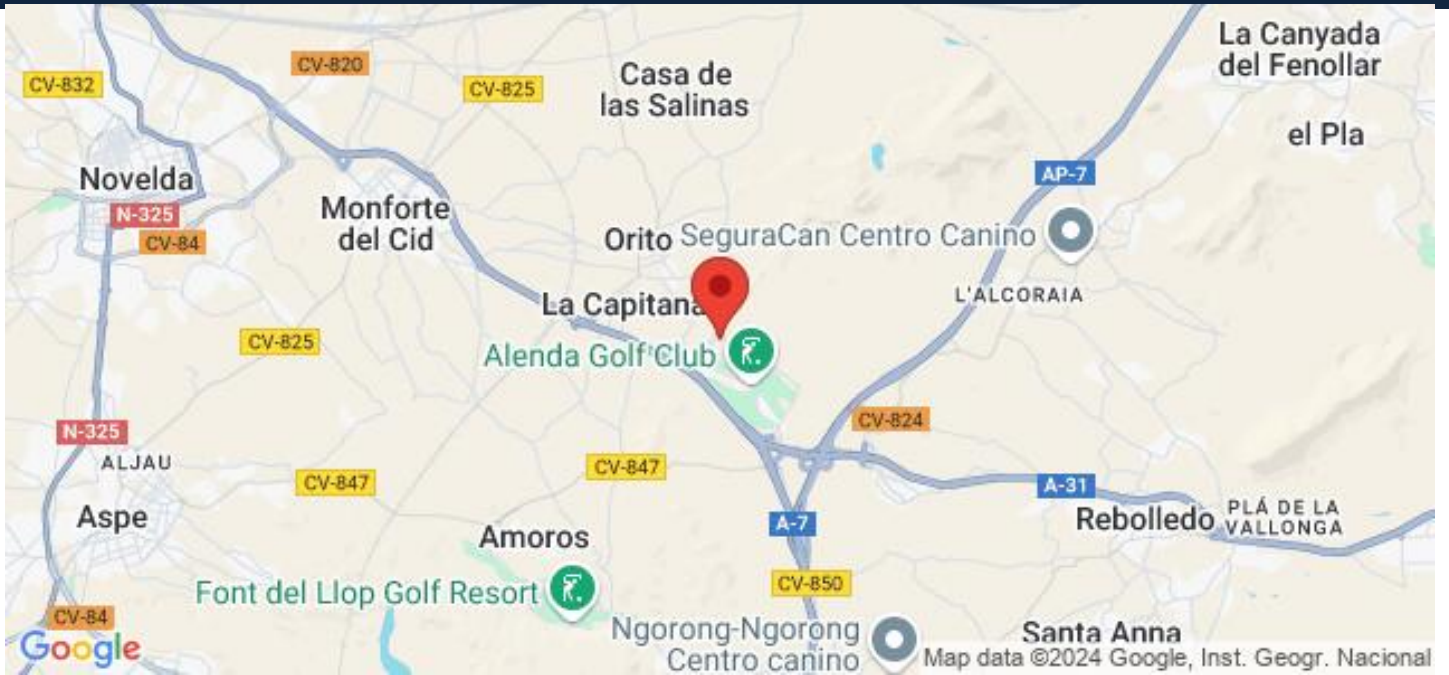 La Canyada
del Fenollar
CV-820
Casa de
las Salinas
CV-832
CV-825
el Pla
Novelda
AP-7
N-325
Monforte
del Cid
CV-84
Orito
SeguraCan Centro Canino
La Capitana
L'ALCORAIA
CV-825
Alenda Golf Club
CV-824
N-325
ALJAU
CV-847
CV-847
A-31
Aspe
A-7
Rebolledo
PLÁ DE LA
VALLONGA
Amoros
Font del Llop Golf Resort
CV-850
CV-84
Google
Ngorong-Ngorong
Centro canino
Santa Anna
Map data ©2024 Google, Inst. Geogr. Nacional